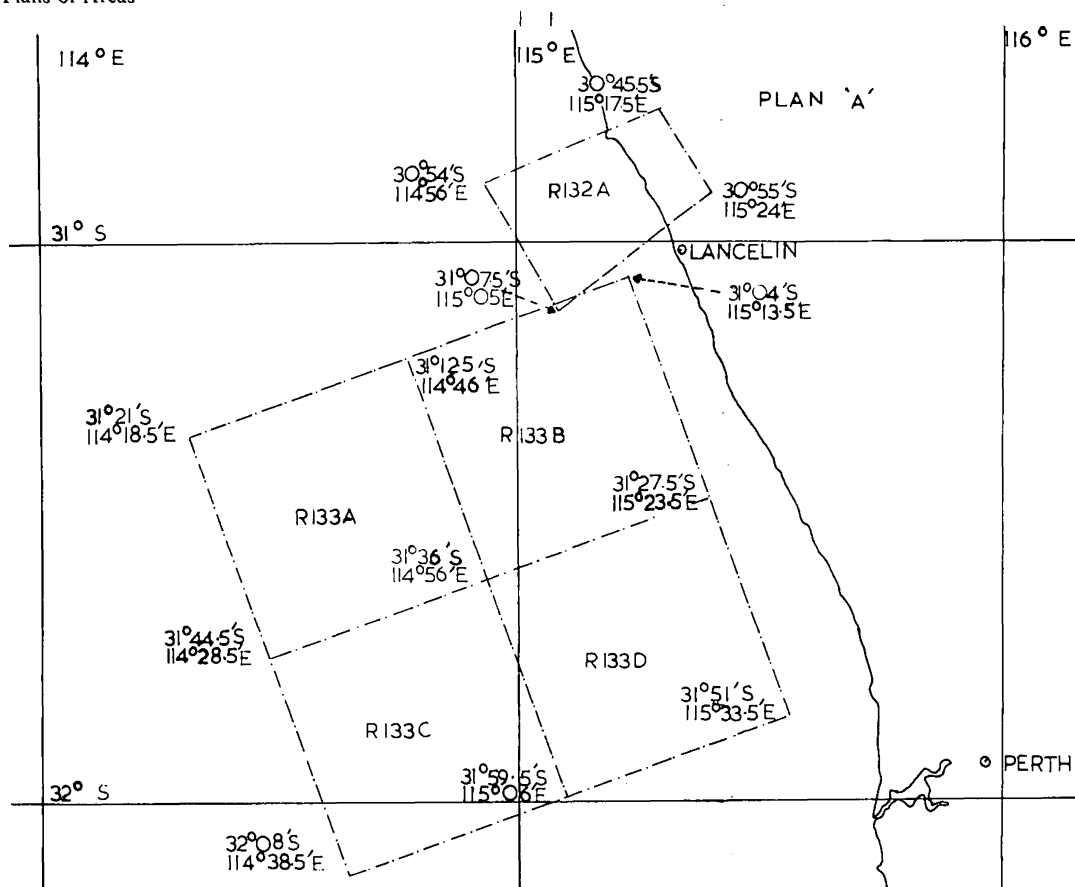 Plans of Areas
114° E
115° E
116° E
30°45.5'S
115°17.5'E
PLAN 'A'
30°54'S
114°56'E
R132A
30°55'S
115°24'E
31° S
LANCELIN
31°07.5'S
115°05'E
31°04'S
115°13.5'E
31°12.5'S
114°46'E
31°21'S
114°18.5'E
R133B
31°27.5'S
115°23.5'E
R133A
31°36'S
114°56'E
31°44.5'S
114°28.5'E
R133D
31°51'S
115°33.5'E
R133C
31°59.5'S
115°06'E
PERTH
32° S
32°08'S
114°38.5'E